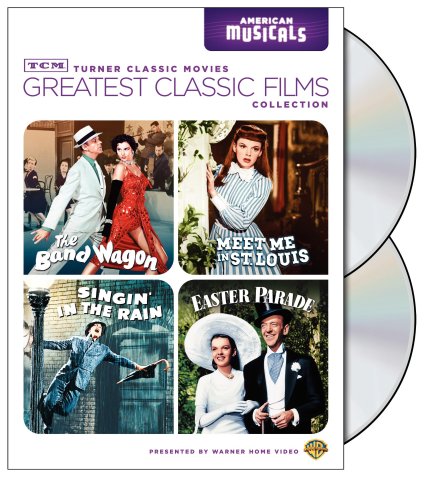 AMERICAN
MUSICALS
TCM TURNER CLASSIC MOVIES
GREATEST CLASSIC FILMS
COLLECTION
The
Band Wagon
MEET ME
IN ST. LOUIS
SINGIN'
IN THE RAIN
EASTER PARADE
PRESENTED BY WARNER HOME VIDEO
WB